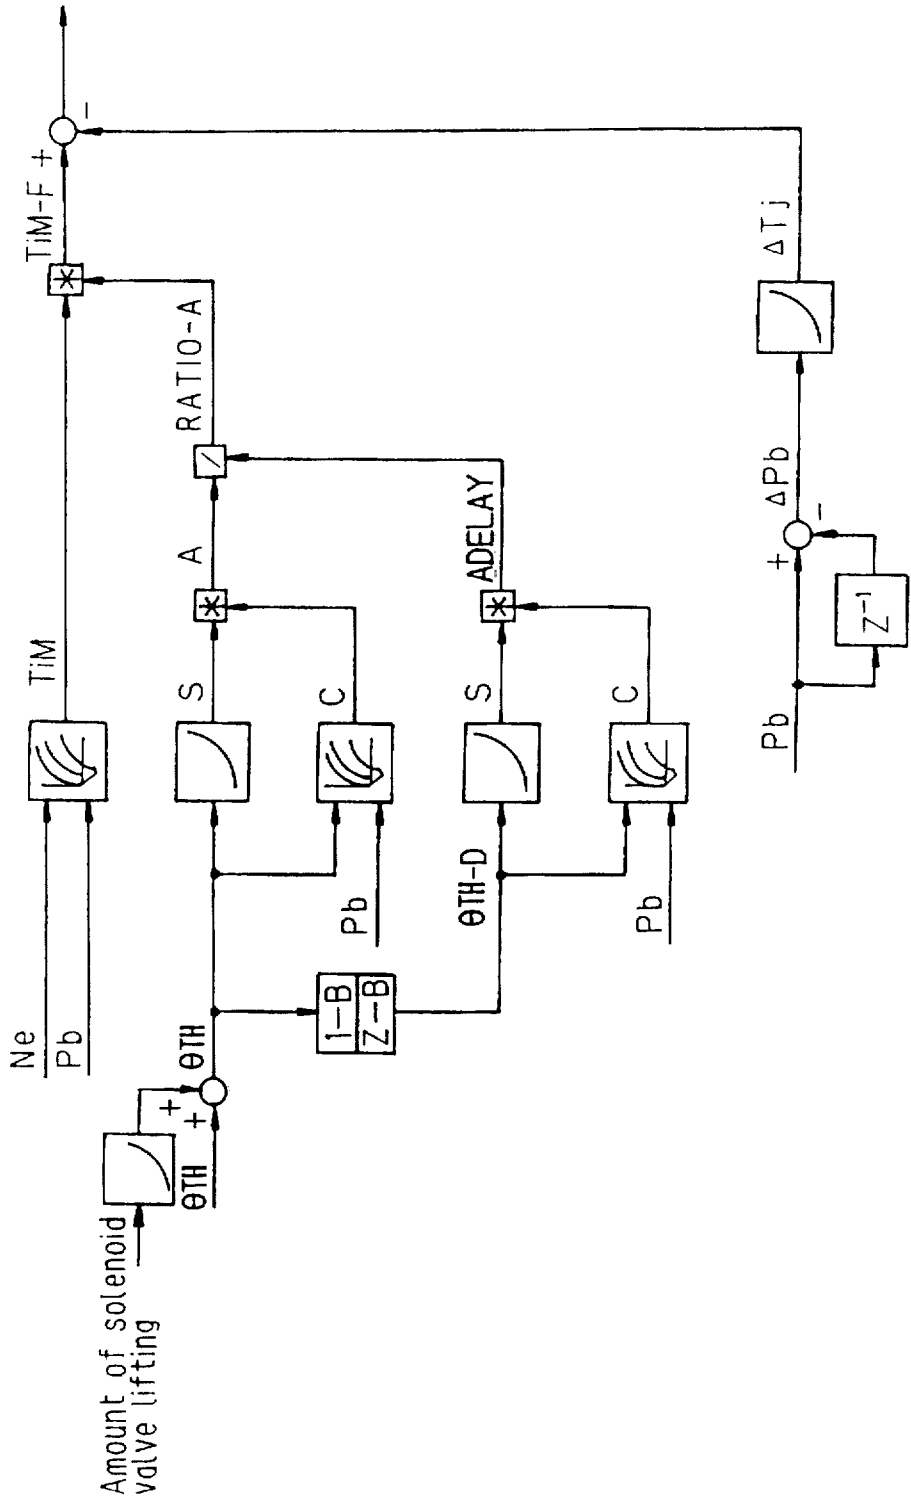 Amount of solenoid
valve lifting
θTH
+
+
θTH
Ne
Pb
TiM
TiM-F
+
-
1-B
Z-B
Pb
S
C
*
A
/
RATIO-A
*
θTH-D
Pb
S
C
*
ADELAY
Pb
Z⁻¹
+
-
ΔPb
ΔTj